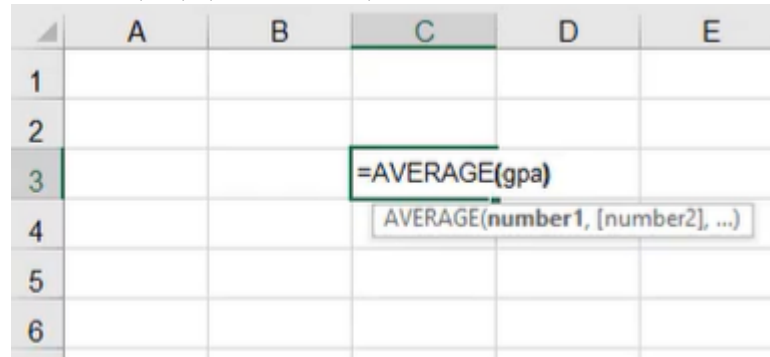 A B C D E
1
2
3 =AVERAGE(gpa)
4 AVERAGE(number1, [number2], ...)
5
6